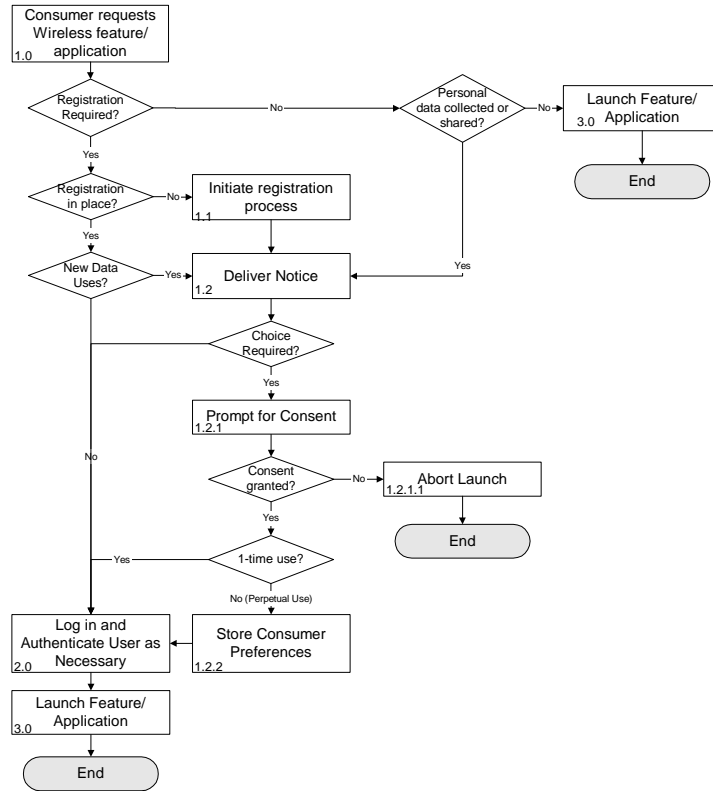 Consumer requests
Wireless feature/
application
1.0
Registration
Required?
No
Personal
data collected or
shared?
No
Launch Feature/
Application
3.0
End
Yes
Registration
in place?
No
Initiate registration
process
1.1
Yes
Yes
New Data
Uses?
Yes
Deliver Notice
1.2
Choice
Required?
Yes
Prompt for Consent
1.2.1
No
Consent
granted?
No
Abort Launch
1.2.1.1
End
Yes
1-time use?
Yes
No (Perpetual Use)
Log in and
Authenticate User as
Necessary
2.0
Store Consumer
Preferences
1.2.2
Launch Feature/
Application
3.0
End